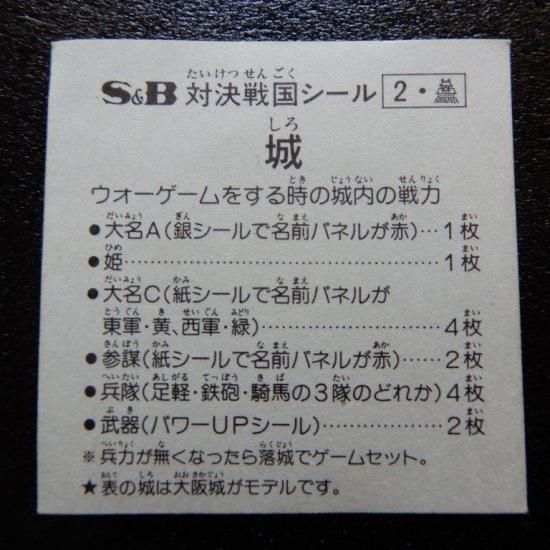 S&B 対決戦国シール 2・
城
ウオーゲームをする時の城内の戦力
●大名A(銀シールで名前パネルが赤)…1枚
●姫………………………………………1枚
●大名C(紙シールで名前パネルが
東軍・黄、西軍・緑)……………………4枚
●参謀(紙シールで名前パネルが赤)…2枚
●兵隊(足軽・鉄砲・騎馬の3隊のどれか)4枚
●武器(パワーUPシール)………………2枚
※兵力が無くなったら落城でゲームセット。
★表の城は大阪城がモデルです。